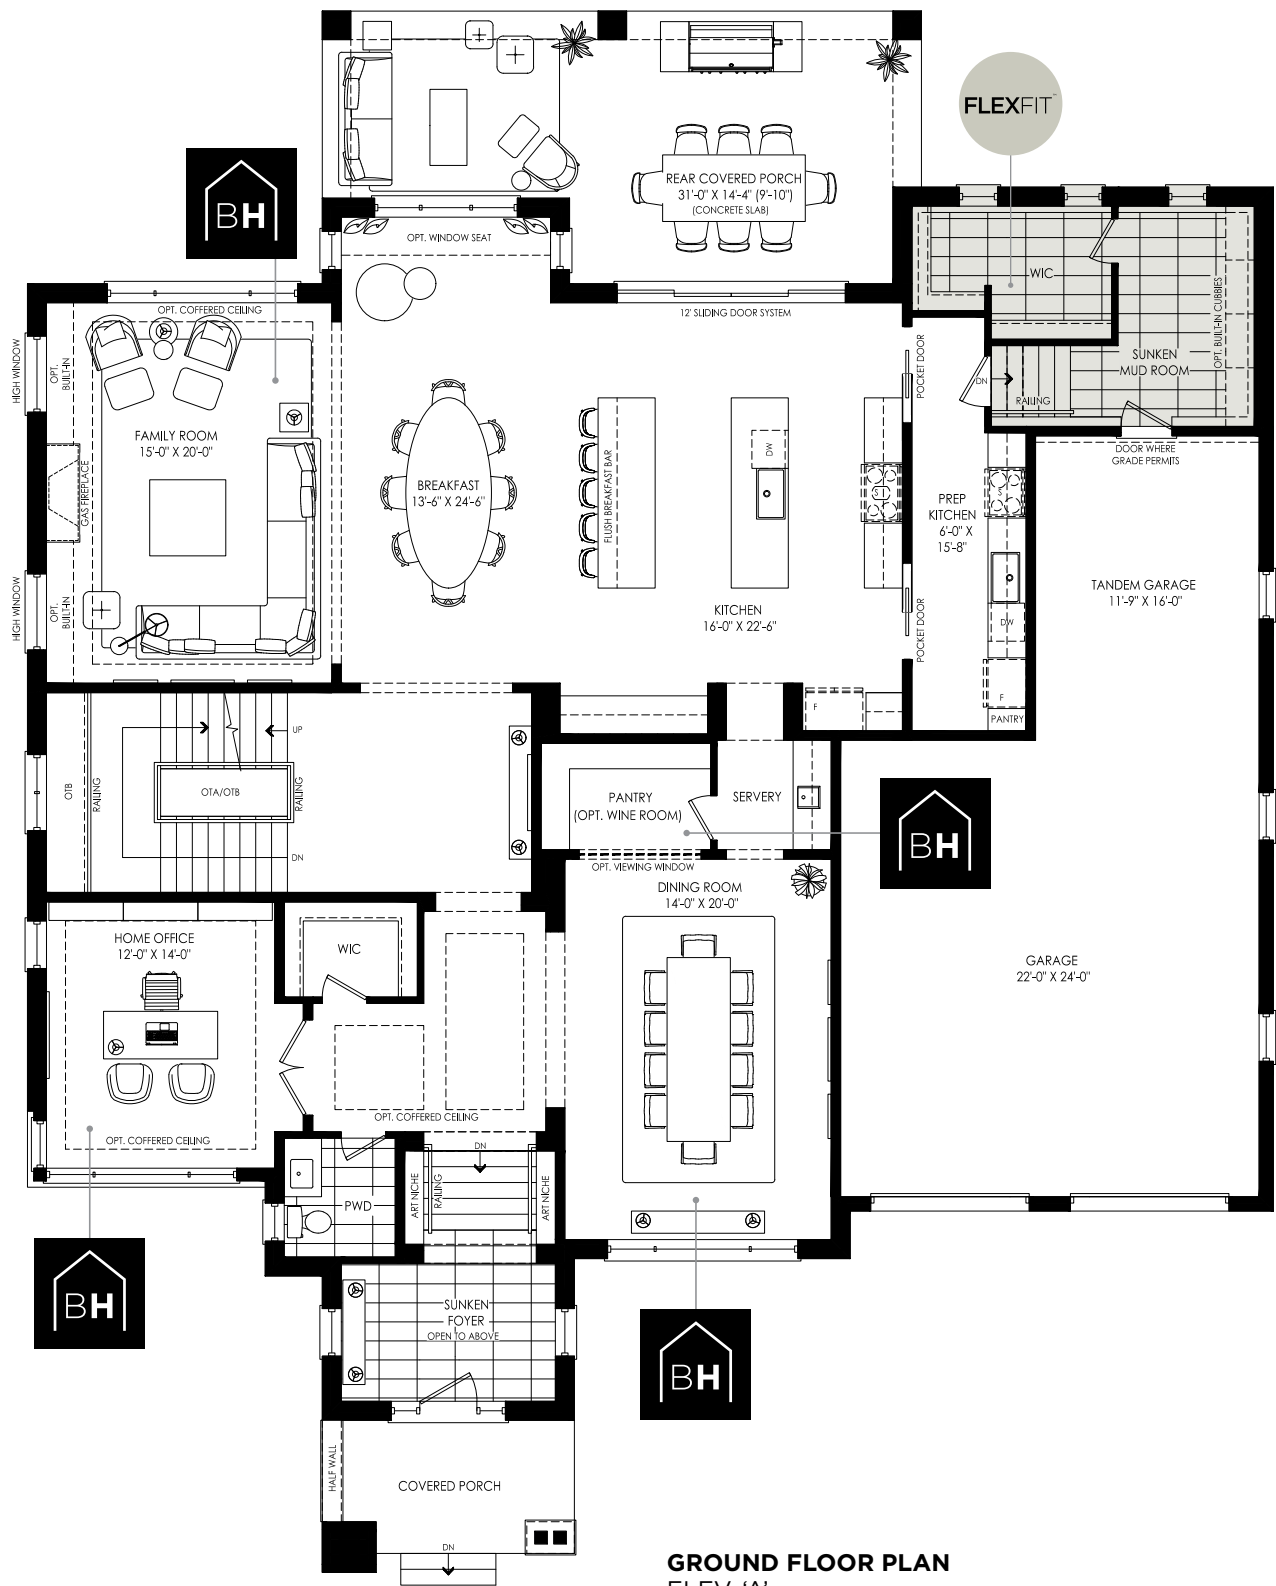 FLEXFIT™
BH
REAR COVERED PORCH
31'-0" X 14'-4" (9'-10")
(CONCRETE SLAB)
OPT. WINDOW SEAT
WIC
OPT. BUILT-IN CUBBIES
OPT. COFFERED CEILING
12' SLIDING DOOR SYSTEM
HIGH WINDOW
OPT.
BUILT-IN
POCKET DOOR
SUNKEN
MUD ROOM
DN
RAILING
FAMILY ROOM
15'-0" X 20'-0"
GAS FIREPLACE
BREAKFAST
13'-6" X 24'-6"
FLUSH BREAKFAST BAR
DW
S
DOOR WHERE
GRADE PERMITS
PREP
KITCHEN
6'-0" X
15'-8"
S
TANDEM GARAGE
11'-9" X 16'-0"
HIGH WINDOW
OPT.
BUILT-IN
KITCHEN
16'-0" X 22'-6"
POCKET DOOR
DW
F
F
PANTRY
UP
OTB
RAILING
OTA/OTB
RAILING
DN
PANTRY
(OPT. WINE ROOM)
SERVERY
BH
OPT. VIEWING WINDOW
DINING ROOM
14'-0" X 20'-0"
HOME OFFICE
12'-0" X 14'-0"
WIC
GARAGE
22'-0" X 24'-0"
OPT. COFFERED CEILING
OPT. COFFERED CEILING
DN
ART NICHE
RAILING
ART NICHE
PWD
BH
SUNKEN
FOYER
OPEN TO ABOVE
BH
HALF WALL
COVERED PORCH
DN
GROUND FLOOR PLAN
ELEV. 'A'